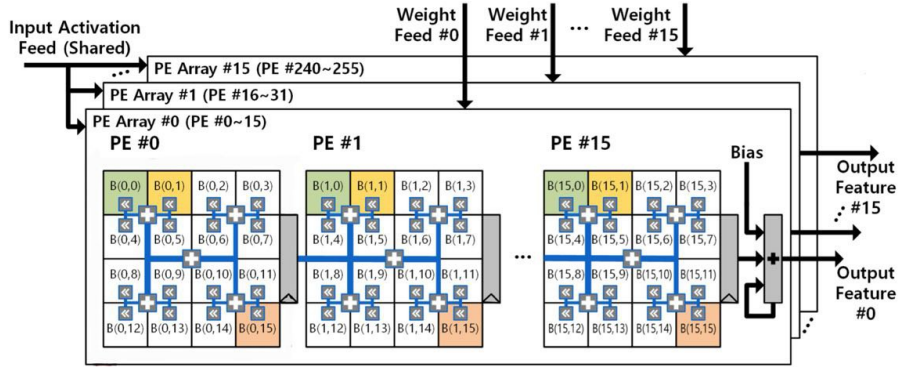 Input Activation
Feed (Shared)
Weight
Feed #0
Weight
Feed #1
...
Weight
Feed #15
PE Array #15 (PE #240~255)
...
PE Array #1 (PE #16~31)
PE Array #0 (PE #0~15)
PE #0
PE #1
PE #15
Bias
B(0,0) B(0,1) B(0,2) B(0,3)
B(0,4) B(0,5) B(0,6) B(0,7)
B(0,8) B(0,9) B(0,10) B(0,11)
B(0,12) B(0,13) B(0,14) B(0,15)
B(1,0) B(1,1) B(1,2) B(1,3)
B(1,4) B(1,5) B(1,6) B(1,7)
B(1,8) B(1,9) B(1,10) B(1,11)
B(1,12) B(1,13) B(1,14) B(1,15)
...
B(15,0) B(15,1) B(15,2) B(15,3)
B(15,4) B(15,5) B(15,6) B(15,7)
B(15,8) B(15,9) B(15,10) B(15,11)
B(15,12) B(15,13) B(15,14) B(15,15)
+
Output
Feature
#15
...
Output
Feature
#0
...